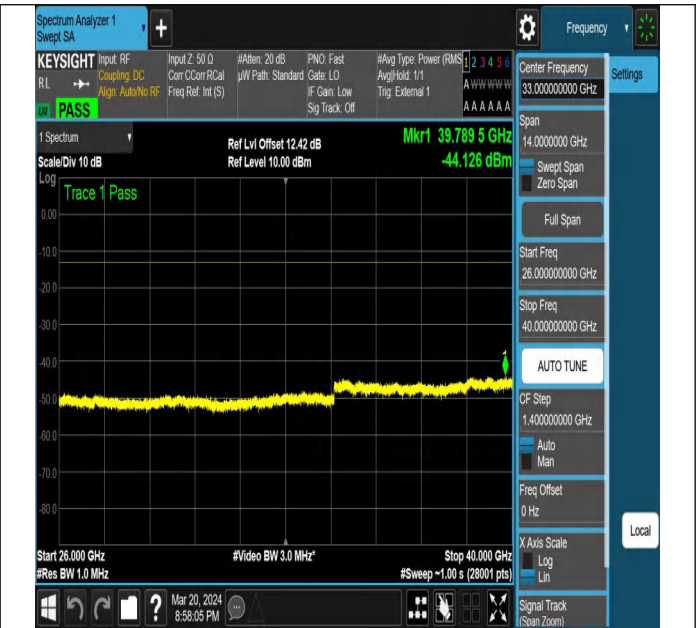 Spectrum Analyzer 1
Swept SA
+
Frequency
KEYSIGHT
RL
PASS
Input: RF
Coupling: DC
Align: Auto/No RF
Input Z: 50 Ω
Corr CCorr RCal
Freq Ref: Int (S)
#Atten: 20 dB
µW Path: Standard
PNO: Fast
Gate: LO
IF Gain: Low
Sig Track: Off
#Avg Type: Power (RMS
Avg|Hold: 1/1
Trig: External 1
1 2 3 4 5 6
A W W W W W
A A A A A A
1 Spectrum
Scale/Div 10 dB
Log
Ref Lvl Offset 12.42 dB
Ref Level 10.00 dBm
Mkr1 39.789 5 GHz
-44.126 dBm
Trace 1 Pass
0.00
-10.0
-20.0
-30.0
-40.0
-50.0
-60.0
-70.0
-80.0
1
Start 26.000 GHz
#Res BW 1.0 MHz
#Video BW 3.0 MHz*
Stop 40.000 GHz
#Sweep ~1.00 s (28001 pts)
Mar 20, 2024
8:58:05 PM
?
Settings
Center Frequency
33.000000000 GHz
Span
14.0000000 GHz
Swept Span
Zero Span
Full Span
Start Freq
26.000000000 GHz
Stop Freq
40.000000000 GHz
AUTO TUNE
CF Step
1.400000000 GHz
Auto
Man
Freq Offset
0 Hz
X Axis Scale
Log
Lin
Signal Track
(Span Zoom)
Local